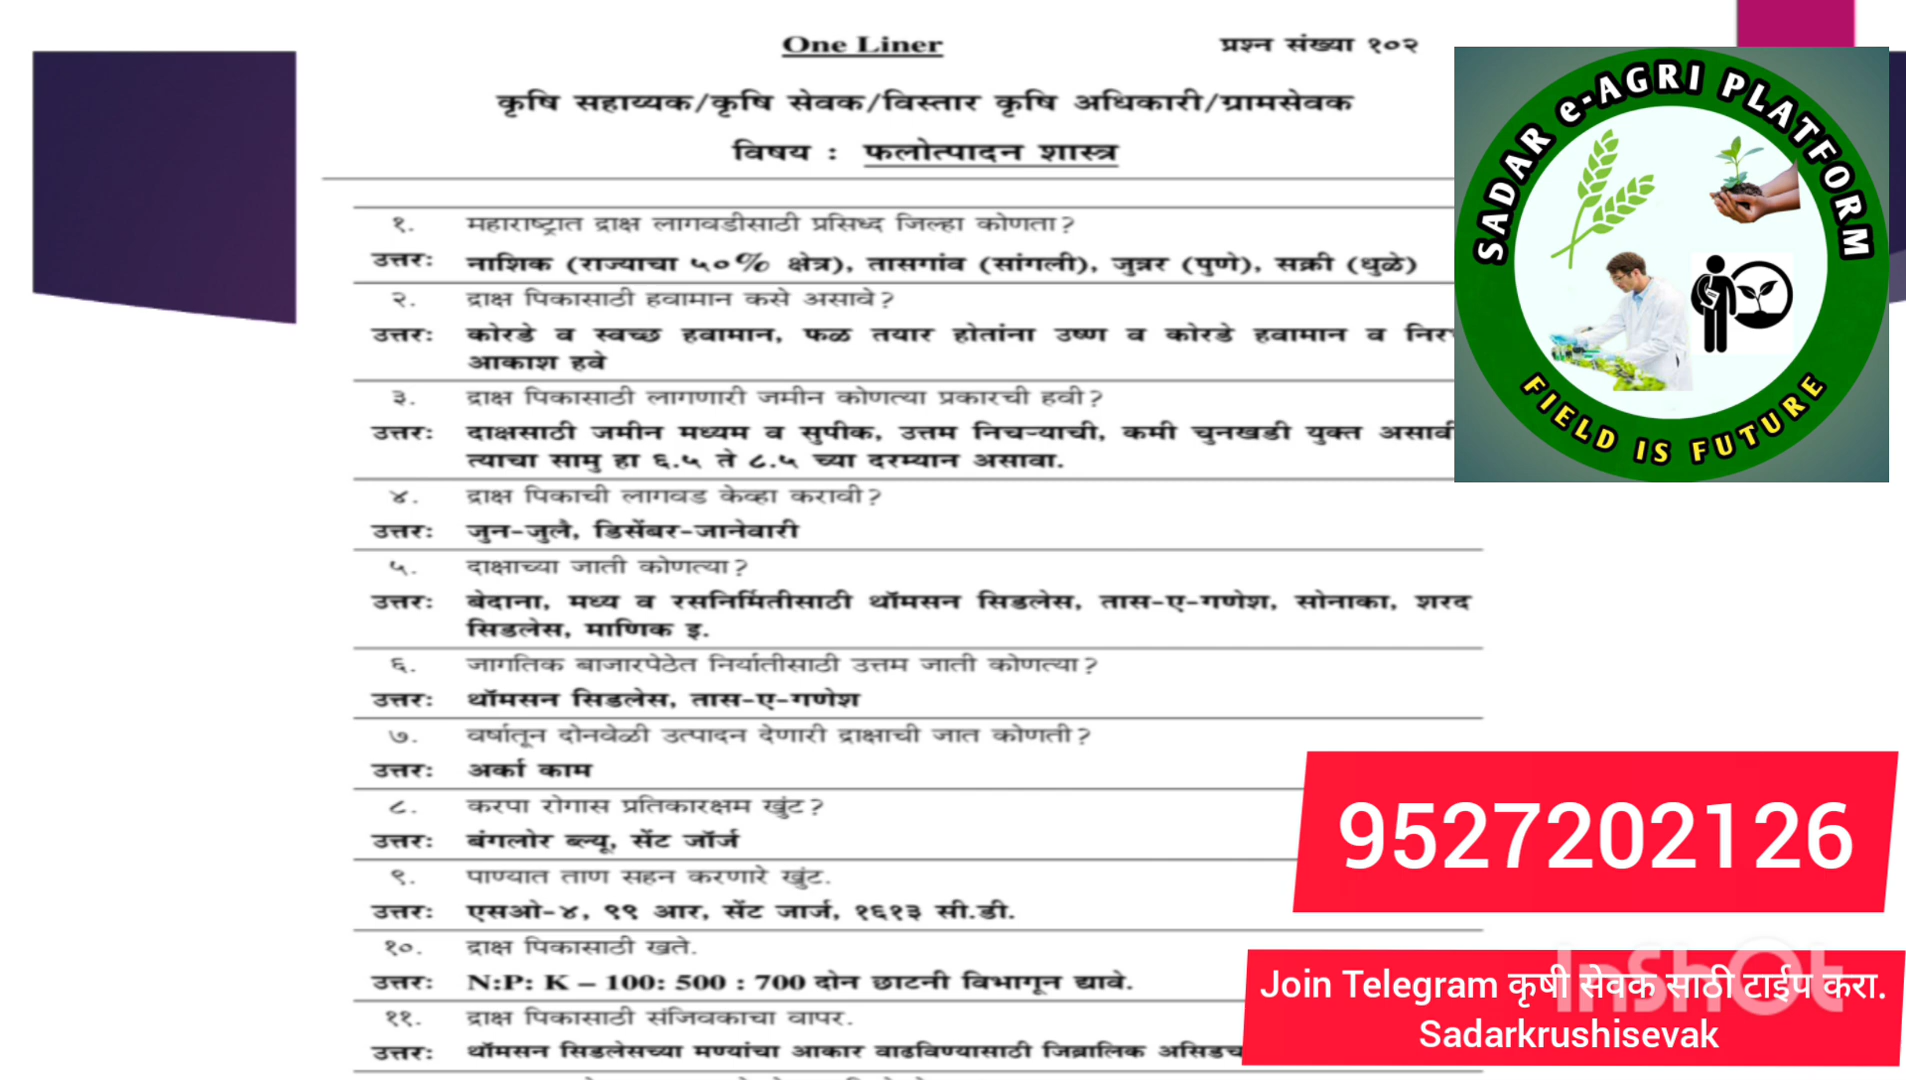 One Liner
प्रश्न संख्या १०२
कृषि सहाय्यक/कृषि सेवक/विस्तार कृषि अधिकारी/ग्रामसेवक
विषय : फलोत्पादन शास्त्र
१. महाराष्ट्रात द्राक्ष लागवडीसाठी प्रसिध्द जिल्हा कोणता?
उत्तरः नाशिक (राज्याचा ५०% क्षेत्र), तासगांव (सांगली), जुन्नर (पुणे), सक्री (धुळे)
२. द्राक्ष पिकासाठी हवामान कसे असावे?
उत्तरः कोरडे व स्वच्छ हवामान, फळ तयार होतांना उष्ण व कोरडे हवामान व
आकाश हवे
३. द्राक्ष पिकासाठी लागणारी जमीन कोणत्या प्रकारची हवी?
उत्तरः दाक्षसाठी जमीन मध्यम व सुपीक, उत्तम निचऱ्याची, कमी चुनखडी युक्त असावी
त्याचा सामु हा ६.५ ते ८.५ च्या दरम्यान असावा.
४. द्राक्ष पिकाची लागवड केव्हा करावी?
उत्तरः जुन-जुलै, डिसेंबर-जानेवारी
५. दाक्षाच्या जाती कोणत्या?
उत्तरः बेदाना, मध्य व रसनिर्मितीसाठी थॉमसन सिडलेस, तास-ए-गणेश, सोनाका, शरद
सिडलेस, माणिक इ.
६. जागतिक बाजारपेठेत निर्यातीसाठी उत्तम जाती कोणत्या?
उत्तरः थॉमसन सिडलेस, तास-ए-गणेश
७. वर्षातून दोनवेळी उत्पादन देणारी द्राक्षाची जात कोणती?
उत्तरः अर्का काम
८. करपा रोगास प्रतिकारक्षम खुंट?
उत्तरः बंगलोर ब्ल्यू, सेंट जॉर्ज
९. पाण्यात ताण सहन करणारे खुंट.
उत्तरः एसओ-४, ९९ आर, सेंट जार्ज, १६१३ सी.डी.
१०. द्राक्ष पिकासाठी खते.
उत्तरः N:P: K – 100: 500 : 700 दोन छाटनी विभागून द्यावे.
११. द्राक्ष पिकासाठी संजिवकाचा वापर.
उत्तरः थॉमसन सिडलेसच्या मण्यांचा आकार वाढविण्यासाठी जिब्रालिक
SADAR e-AGRI PLATFORM
FIELD IS FUTURE
9527202126
Join Telegram कृषी सेवक साठी टाईप करा.
Sadarkrushisevak
InShOt